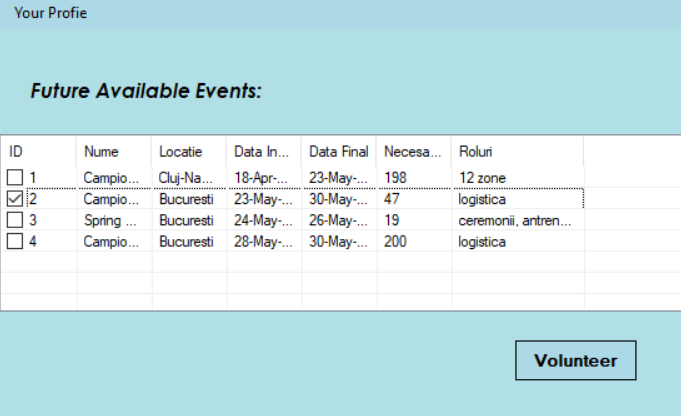 Your Profie
Future Available Events:
ID Nume Locatie Data In... Data Final Necesa... Roluri
1 Campio... Cluj-Na... 18-Apr-... 23-May-... 198 12 zone
2 Campio... Bucuresti 23-May-... 30-May-... 47 logistica
3 Spring ... Bucuresti 24-May-... 26-May-... 19 ceremonii, antren...
4 Campio... Bucuresti 28-May-... 30-May-... 200 logistica
Volunteer